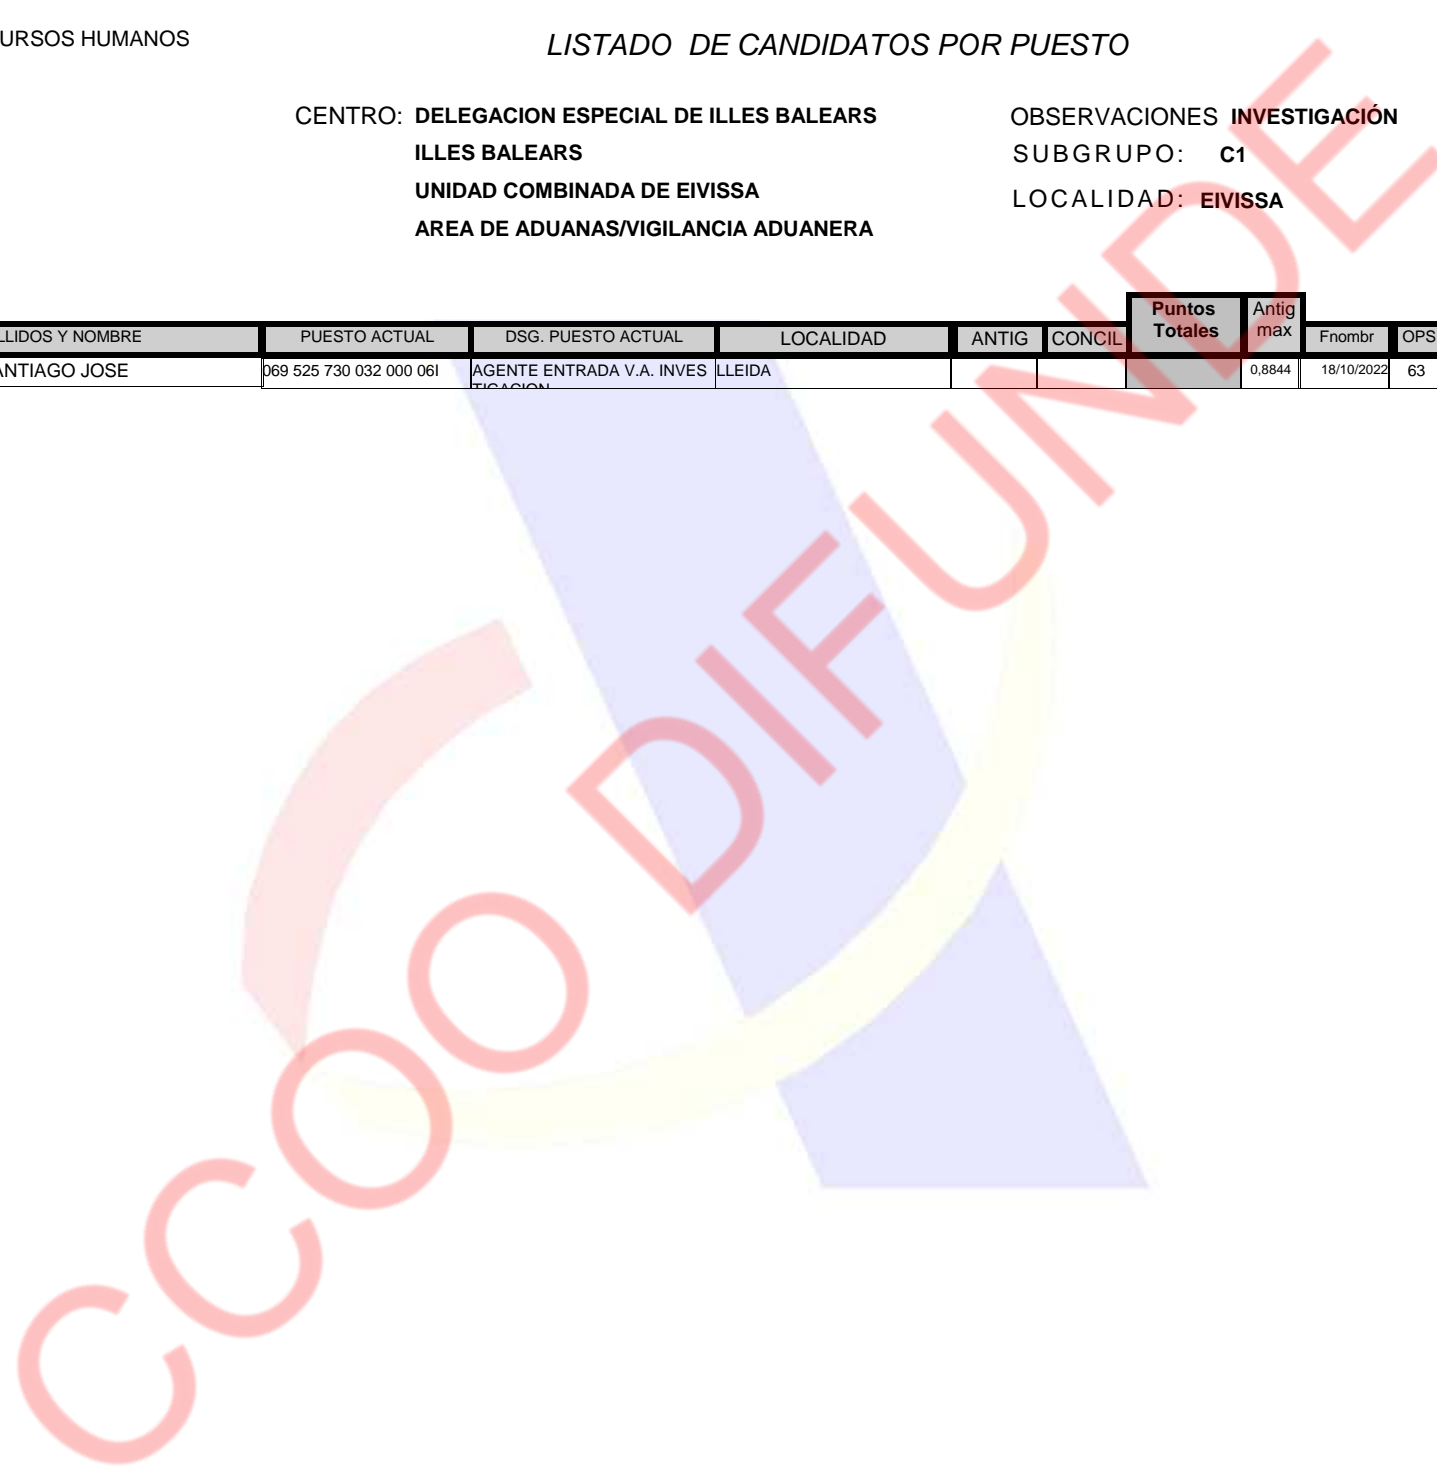 URSOS HUMANOS
LISTADO DE CANDIDATOS POR PUESTO
CENTRO: DELEGACION ESPECIAL DE ILLES BALEARS
OBSERVACIONES INVESTIGACIÓN
ILLES BALEARS
SUBGRUPO: C1
UNIDAD COMBINADA DE EIVISSA
LOCALIDAD: EIVISSA
AREA DE ADUANAS/VIGILANCIA ADUANERA
LLIDOS Y NOMBRE PUESTO ACTUAL DSG. PUESTO ACTUAL LOCALIDAD ANTIG CONCIL Puntos Totales Antig max Fnombr OPS
ANTIAGO JOSE 069 525 730 032 000 06I AGENTE ENTRADA V.A. INVES LLEIDA 0,8844 18/10/2022 63
TIGACION
CCOO DIFUNDE